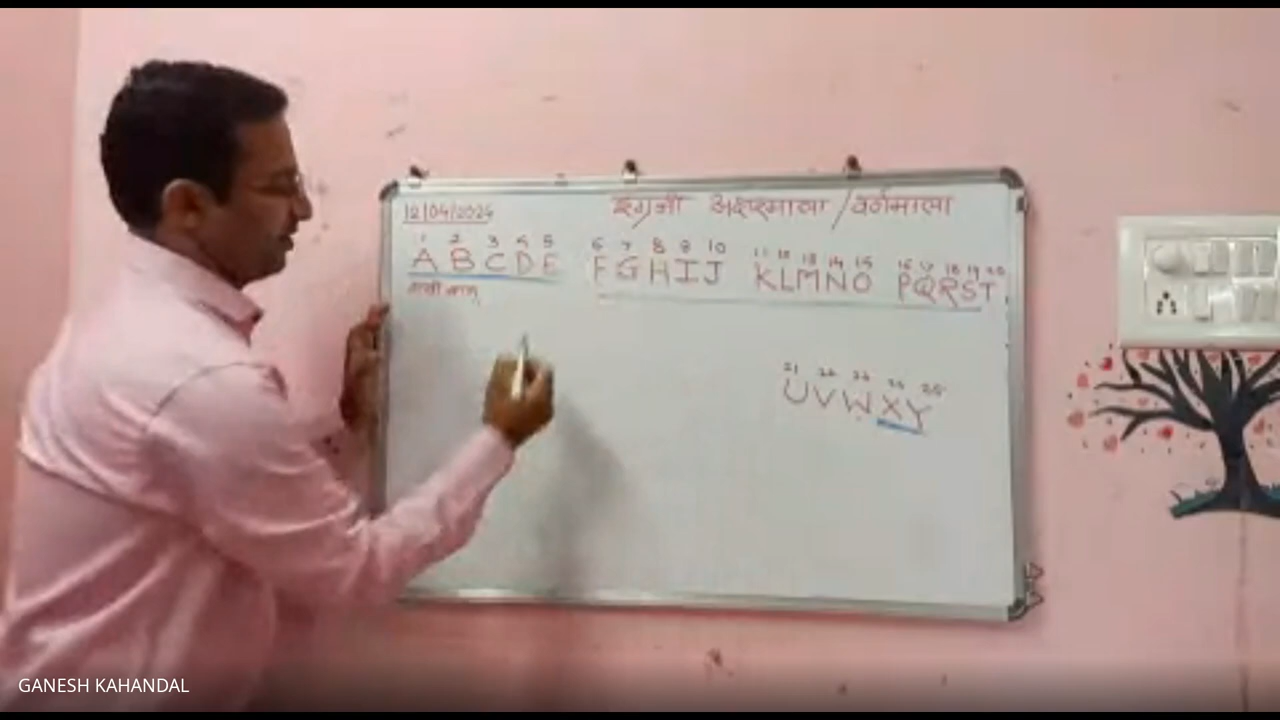 12/04/2024
इंग्रजी अक्षरमाला / वर्णमाला
1 2 3 4 5 6 7 8 9 10 11 12 13 14 15 16 17 18 19 20
A B C D E F G H I J K L M N O P Q R S T
21 22 23 24 25
U V W X Y
GANESH KAHANDAL